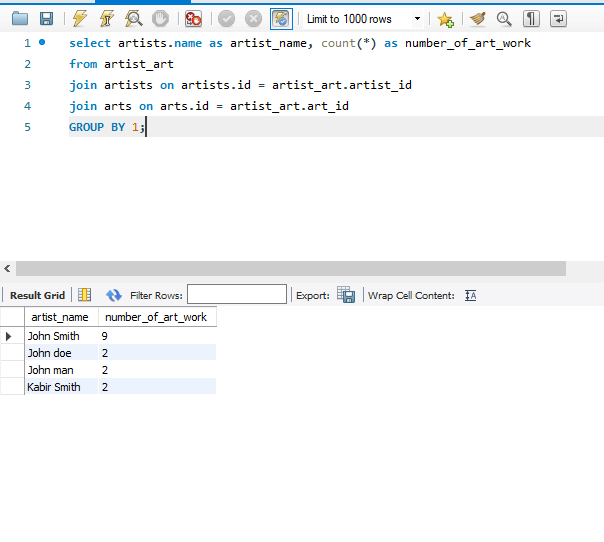 Limit to 1000 rows
1 select artists.name as artist_name, count(*) as number_of_art_work
2 from artist_art
3 join artists on artists.id = artist_art.artist_id
4 join arts on arts.id = artist_art.art_id
5 GROUP BY 1;
Result Grid Filter Rows: Export: Wrap Cell Content: IA
artist_name number_of_art_work
John Smith 9
John doe 2
John man 2
Kabir Smith 2